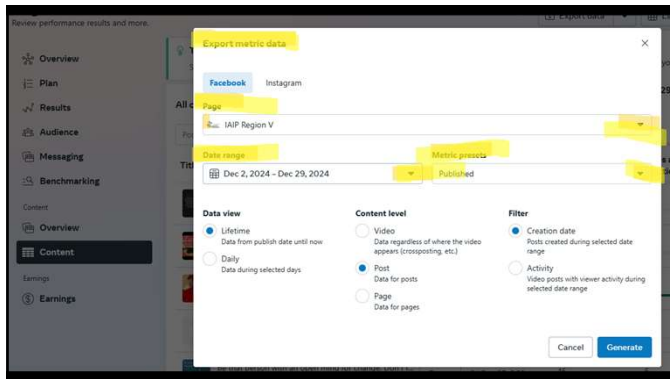 Review performance results and more.
Export data
Overview
Plan
Results
Audience
Messaging
Benchmarking
Content
Overview
Content
Earnings
Earnings
Export metric data
Facebook
Instagram
Page
IAIP Region V
Date range
Metric presets
Dec 2, 2024 – Dec 29, 2024
Published
Data view
Lifetime
Data from publish date until now
Daily
Data during selected days
Content level
Video
Data regardless of where the video
appears (crossposting, etc.)
Post
Data for posts
Page
Data for pages
Filter
Creation date
Posts created during selected date
range
Activity
Video posts with viewer activity during
selected date range
Cancel
Generate